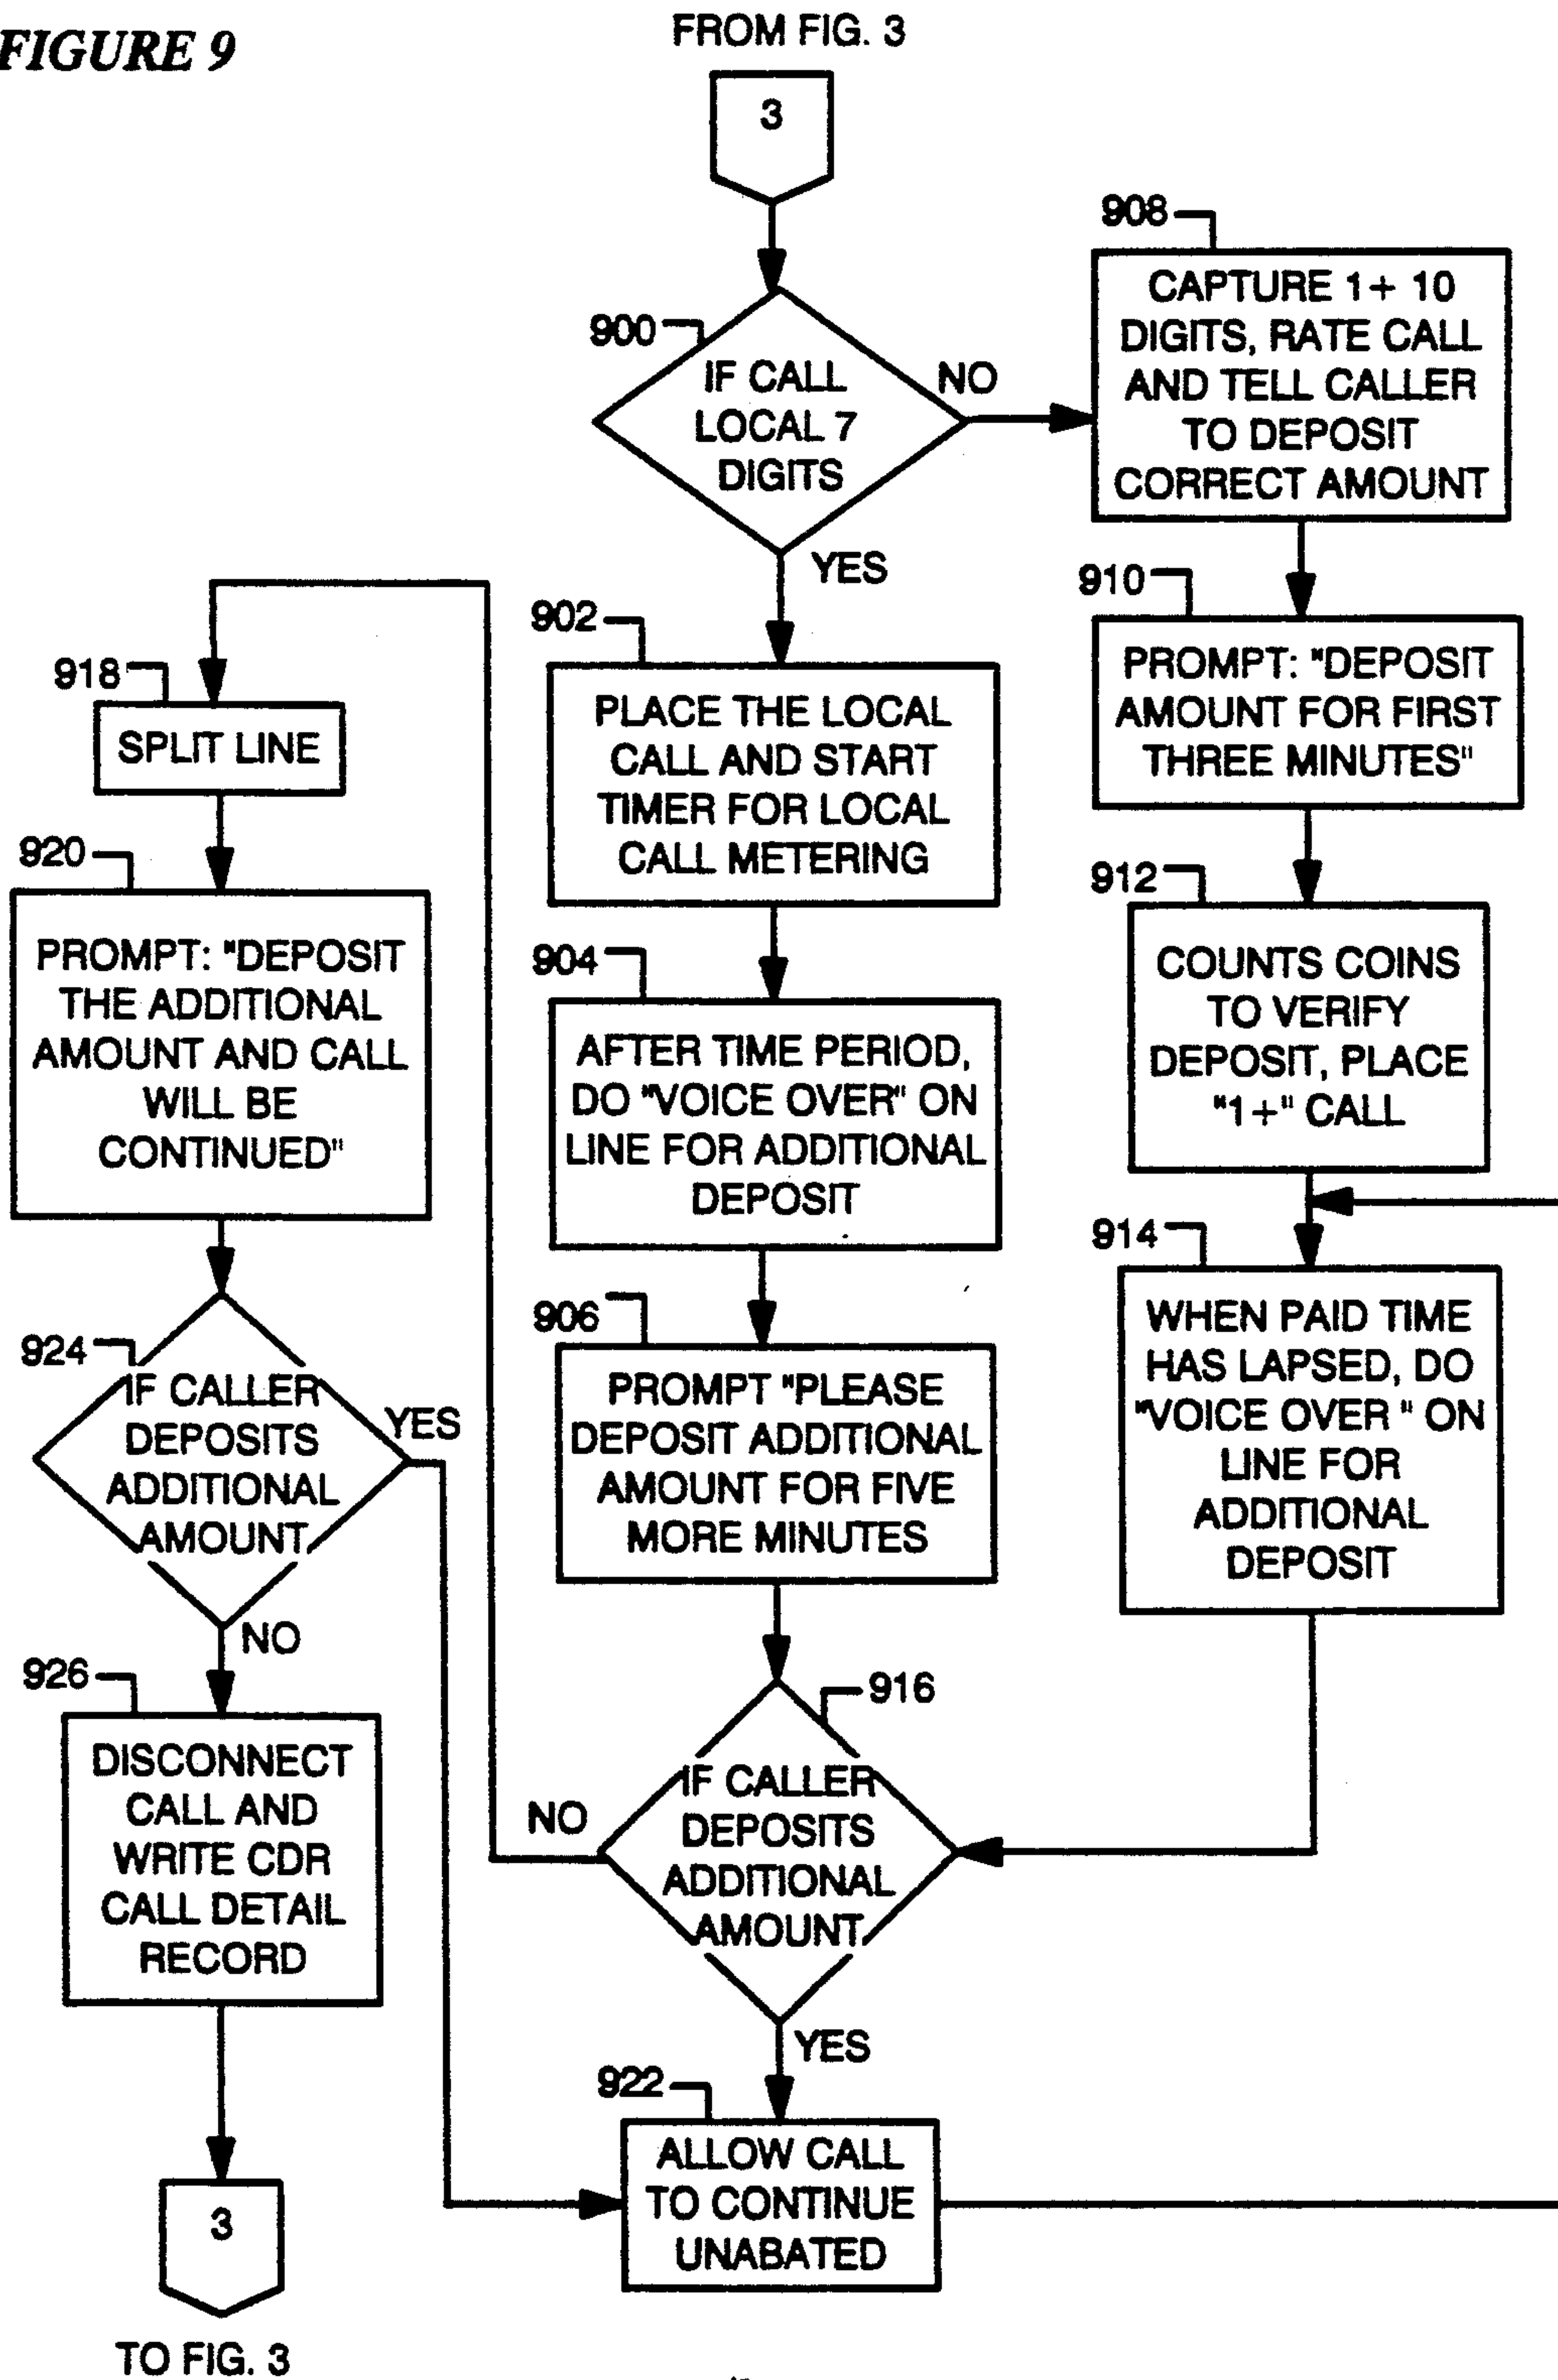 FIGURE 9
FROM FIG. 3
3
900
IF CALL
LOCAL 7
DIGITS
NO
YES
908
CAPTURE 1+ 10
DIGITS, RATE CALL
AND TELL CALLER
TO DEPOSIT
CORRECT AMOUNT
910
PROMPT: "DEPOSIT
AMOUNT FOR FIRST
THREE MINUTES"
912
COUNTS COINS
TO VERIFY
DEPOSIT, PLACE
"1+" CALL
914
WHEN PAID TIME
HAS LAPSED, DO
"VOICE OVER " ON
LINE FOR
ADDITIONAL
DEPOSIT
902
PLACE THE LOCAL
CALL AND START
TIMER FOR LOCAL
CALL METERING
904
AFTER TIME PERIOD,
DO "VOICE OVER" ON
LINE FOR ADDITIONAL
DEPOSIT
906
PROMPT "PLEASE
DEPOSIT ADDITIONAL
AMOUNT FOR FIVE
MORE MINUTES
916
IF CALLER
DEPOSITS
ADDITIONAL
AMOUNT
NO
YES
922
ALLOW CALL
TO CONTINUE
UNABATED
918
SPLIT LINE
920
PROMPT: "DEPOSIT
THE ADDITIONAL
AMOUNT AND CALL
WILL BE
CONTINUED"
924
IF CALLER
DEPOSITS
ADDITIONAL
AMOUNT
YES
NO
926
DISCONNECT
CALL AND
WRITE CDR
CALL DETAIL
RECORD
3
TO FIG. 3